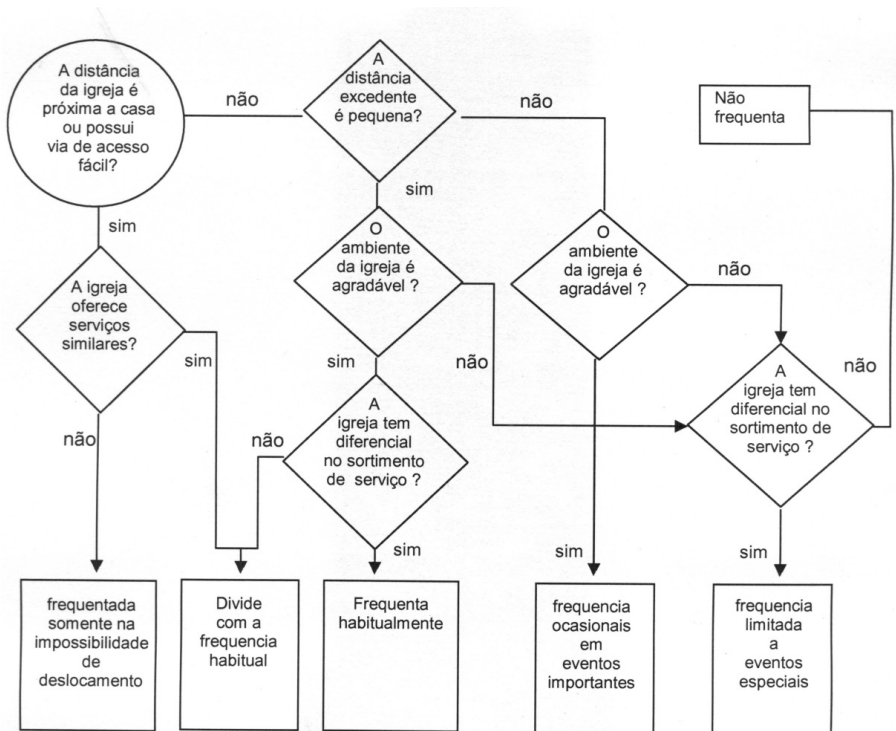 A distância
da igreja é
próxima a casa
ou possui
via de acesso
fácil?
não
A
distância
excedente
é pequena?
não
Não
frequenta
sim
sim
A igreja
oferece
serviços
similares?
O
ambiente
da igreja é
agradável ?
O
ambiente
da igreja é
agradável ?
não
sim
sim
não
não
não
não
A
igreja tem
diferencial
no sortimento
de serviço ?
A
igreja tem
diferencial no
sortimento de
serviço ?
sim
sim
sim
frequentada
somente na
impossibilidade
de
deslocamento
Divide
com a
frequencia
habitual
Frequenta
habitualmente
frequencia
ocasionais
em
eventos
importantes
frequencia
limitada
a
eventos
especiais